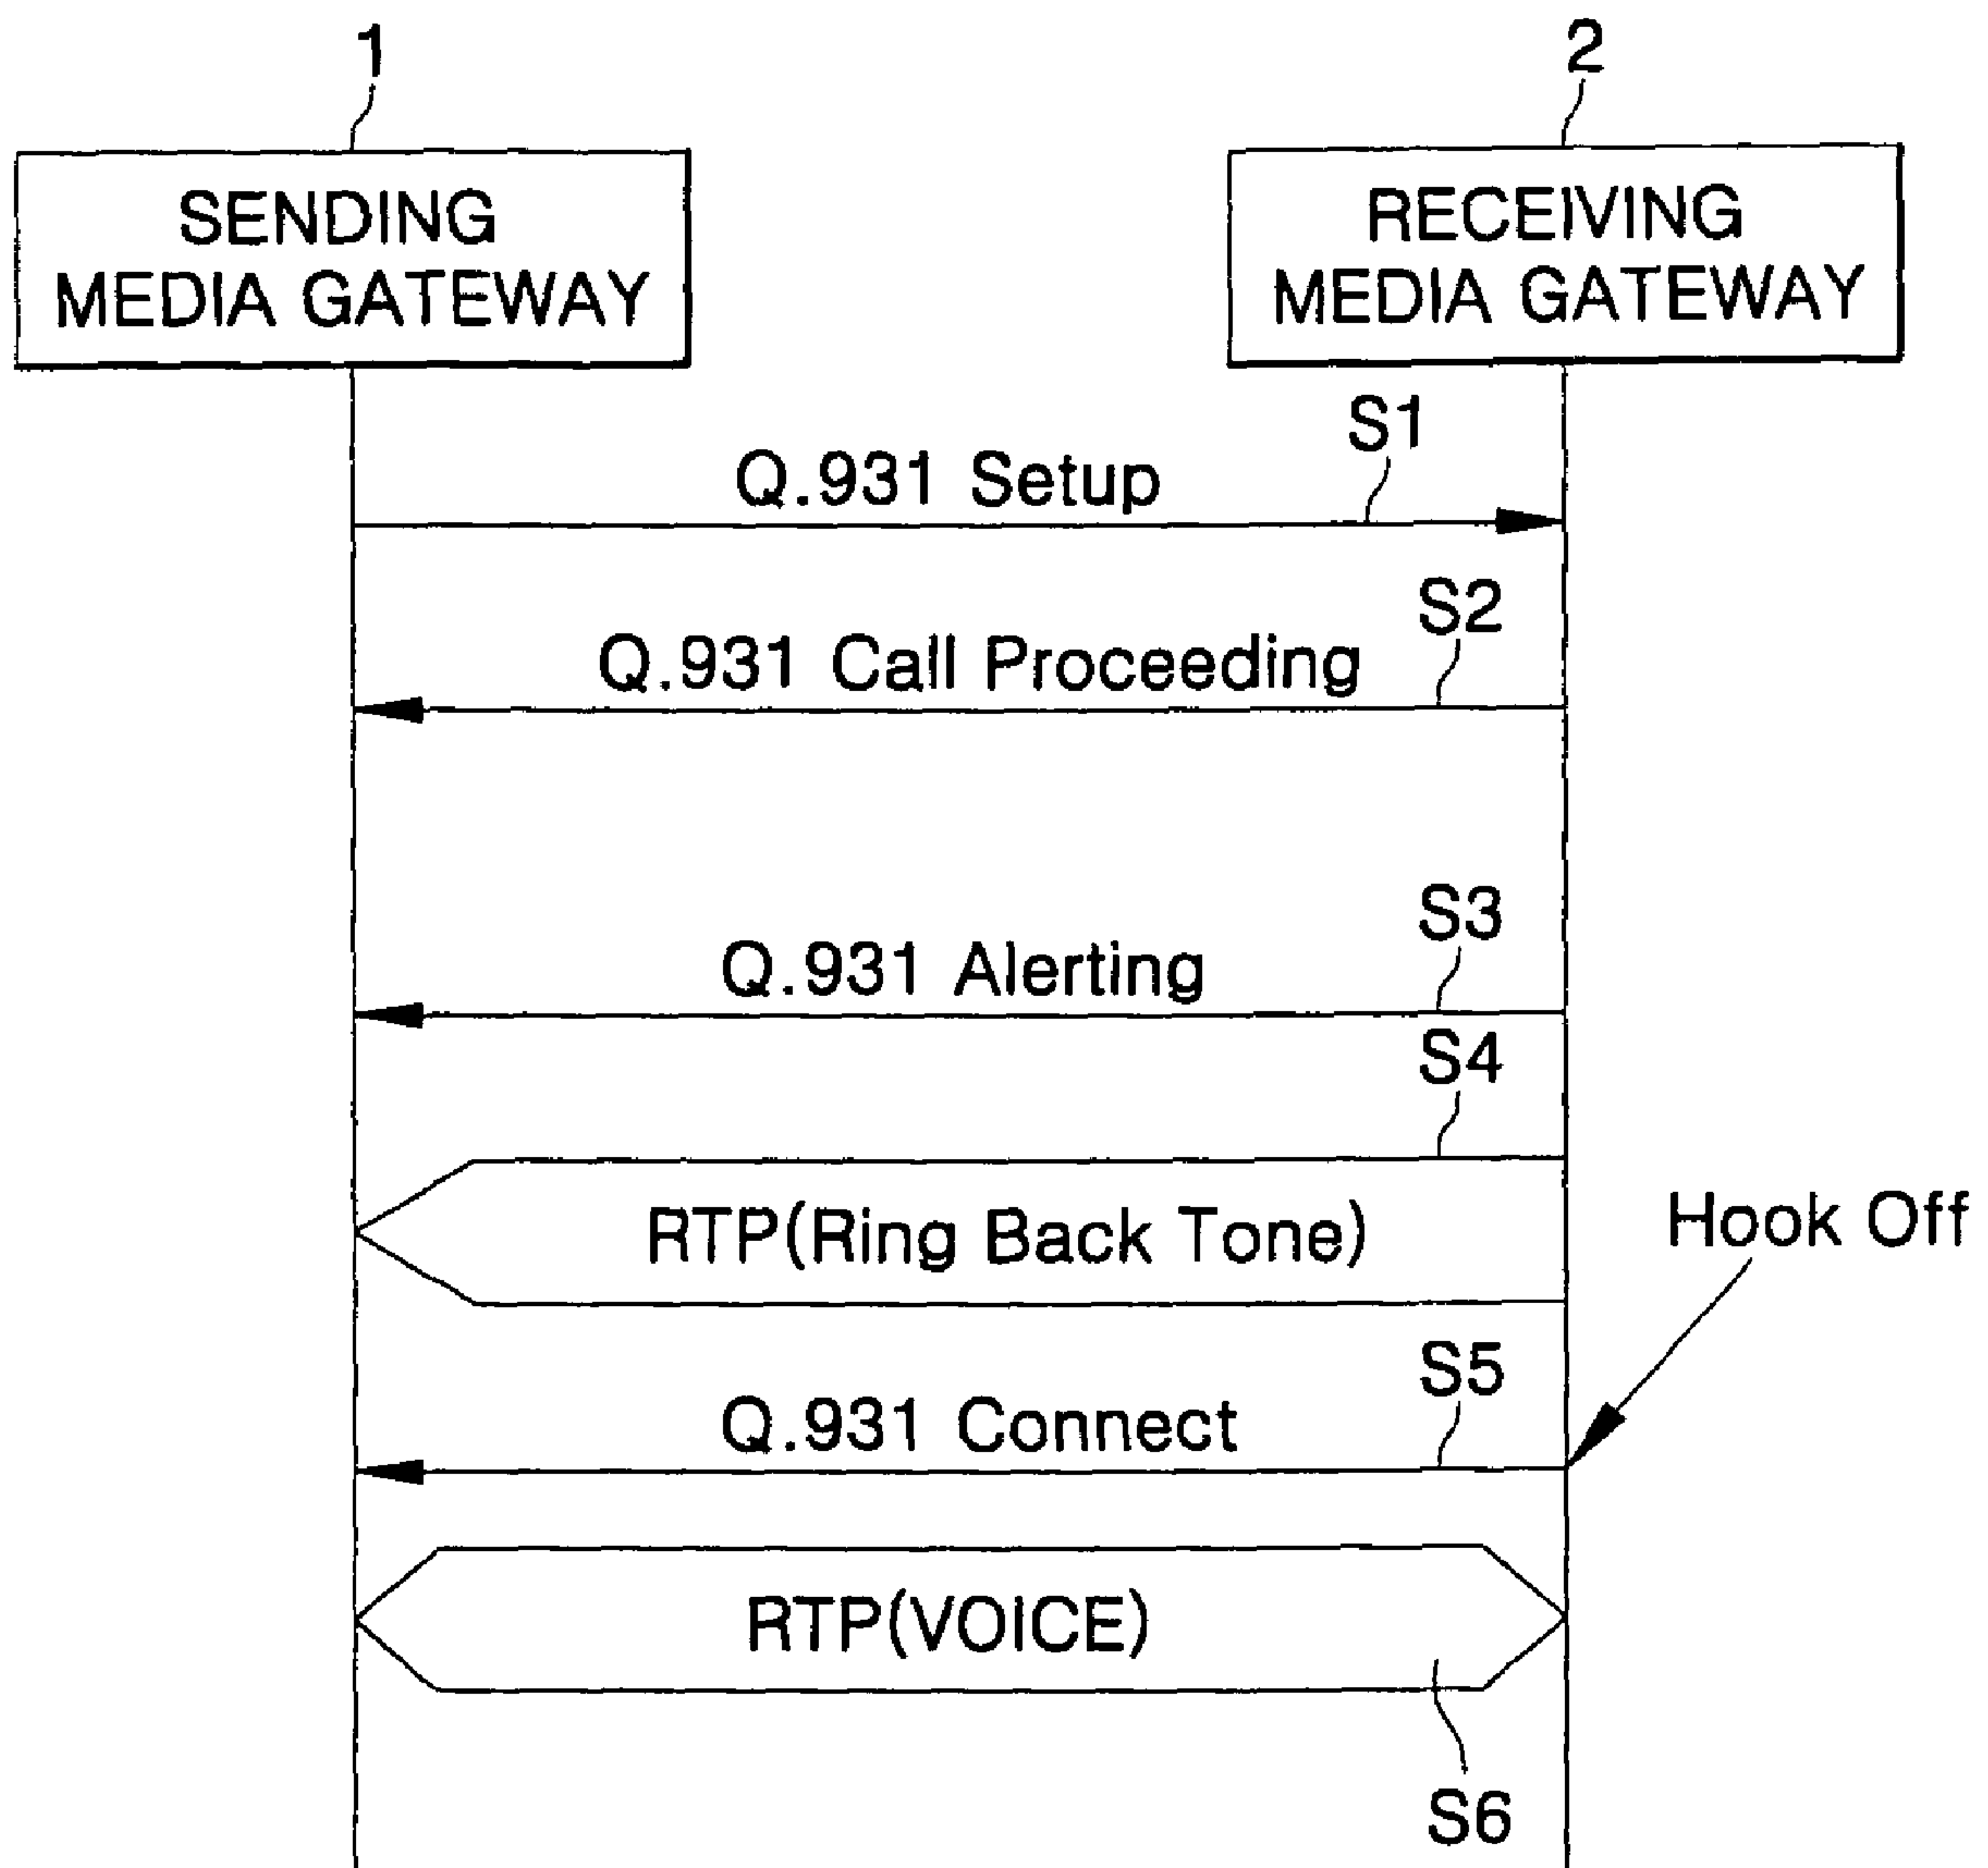 1
2
SENDING
MEDIA GATEWAY
RECEIVING
MEDIA GATEWAY
S1
Q.931 Setup
S2
Q.931 Call Proceeding
S3
Q.931 Alerting
S4
RTP(Ring Back Tone)
Hook Off
S5
Q.931 Connect
RTP(VOICE)
S6